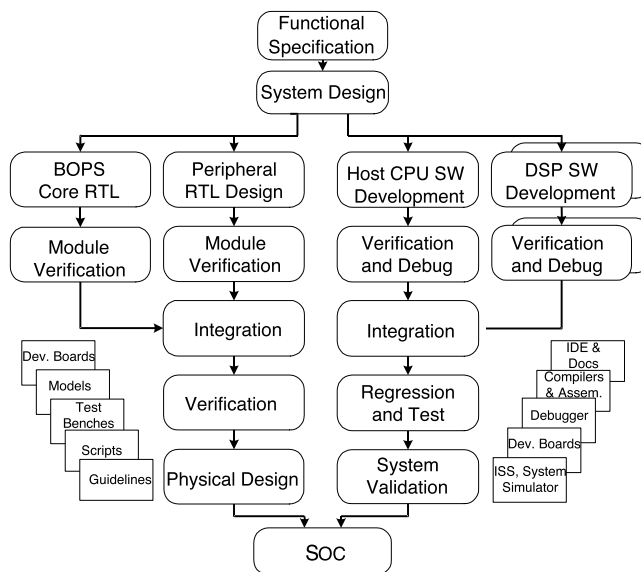 Functional
Specification
System Design
BOPS
Core RTL
Peripheral
RTL Design
Host CPU SW
Development
DSP SW
Development
Module
Verification
Module
Verification
Verification
and Debug
Verification
and Debug
Integration
Integration
Dev. Boards
Models
Test
Benches
Scripts
Guidelines
Verification
Regression
and Test
IDE &
Docs
Compilers
& Assem.
Debugger
Dev. Boards
ISS, System
Simulator
Physical Design
System
Validation
SOC